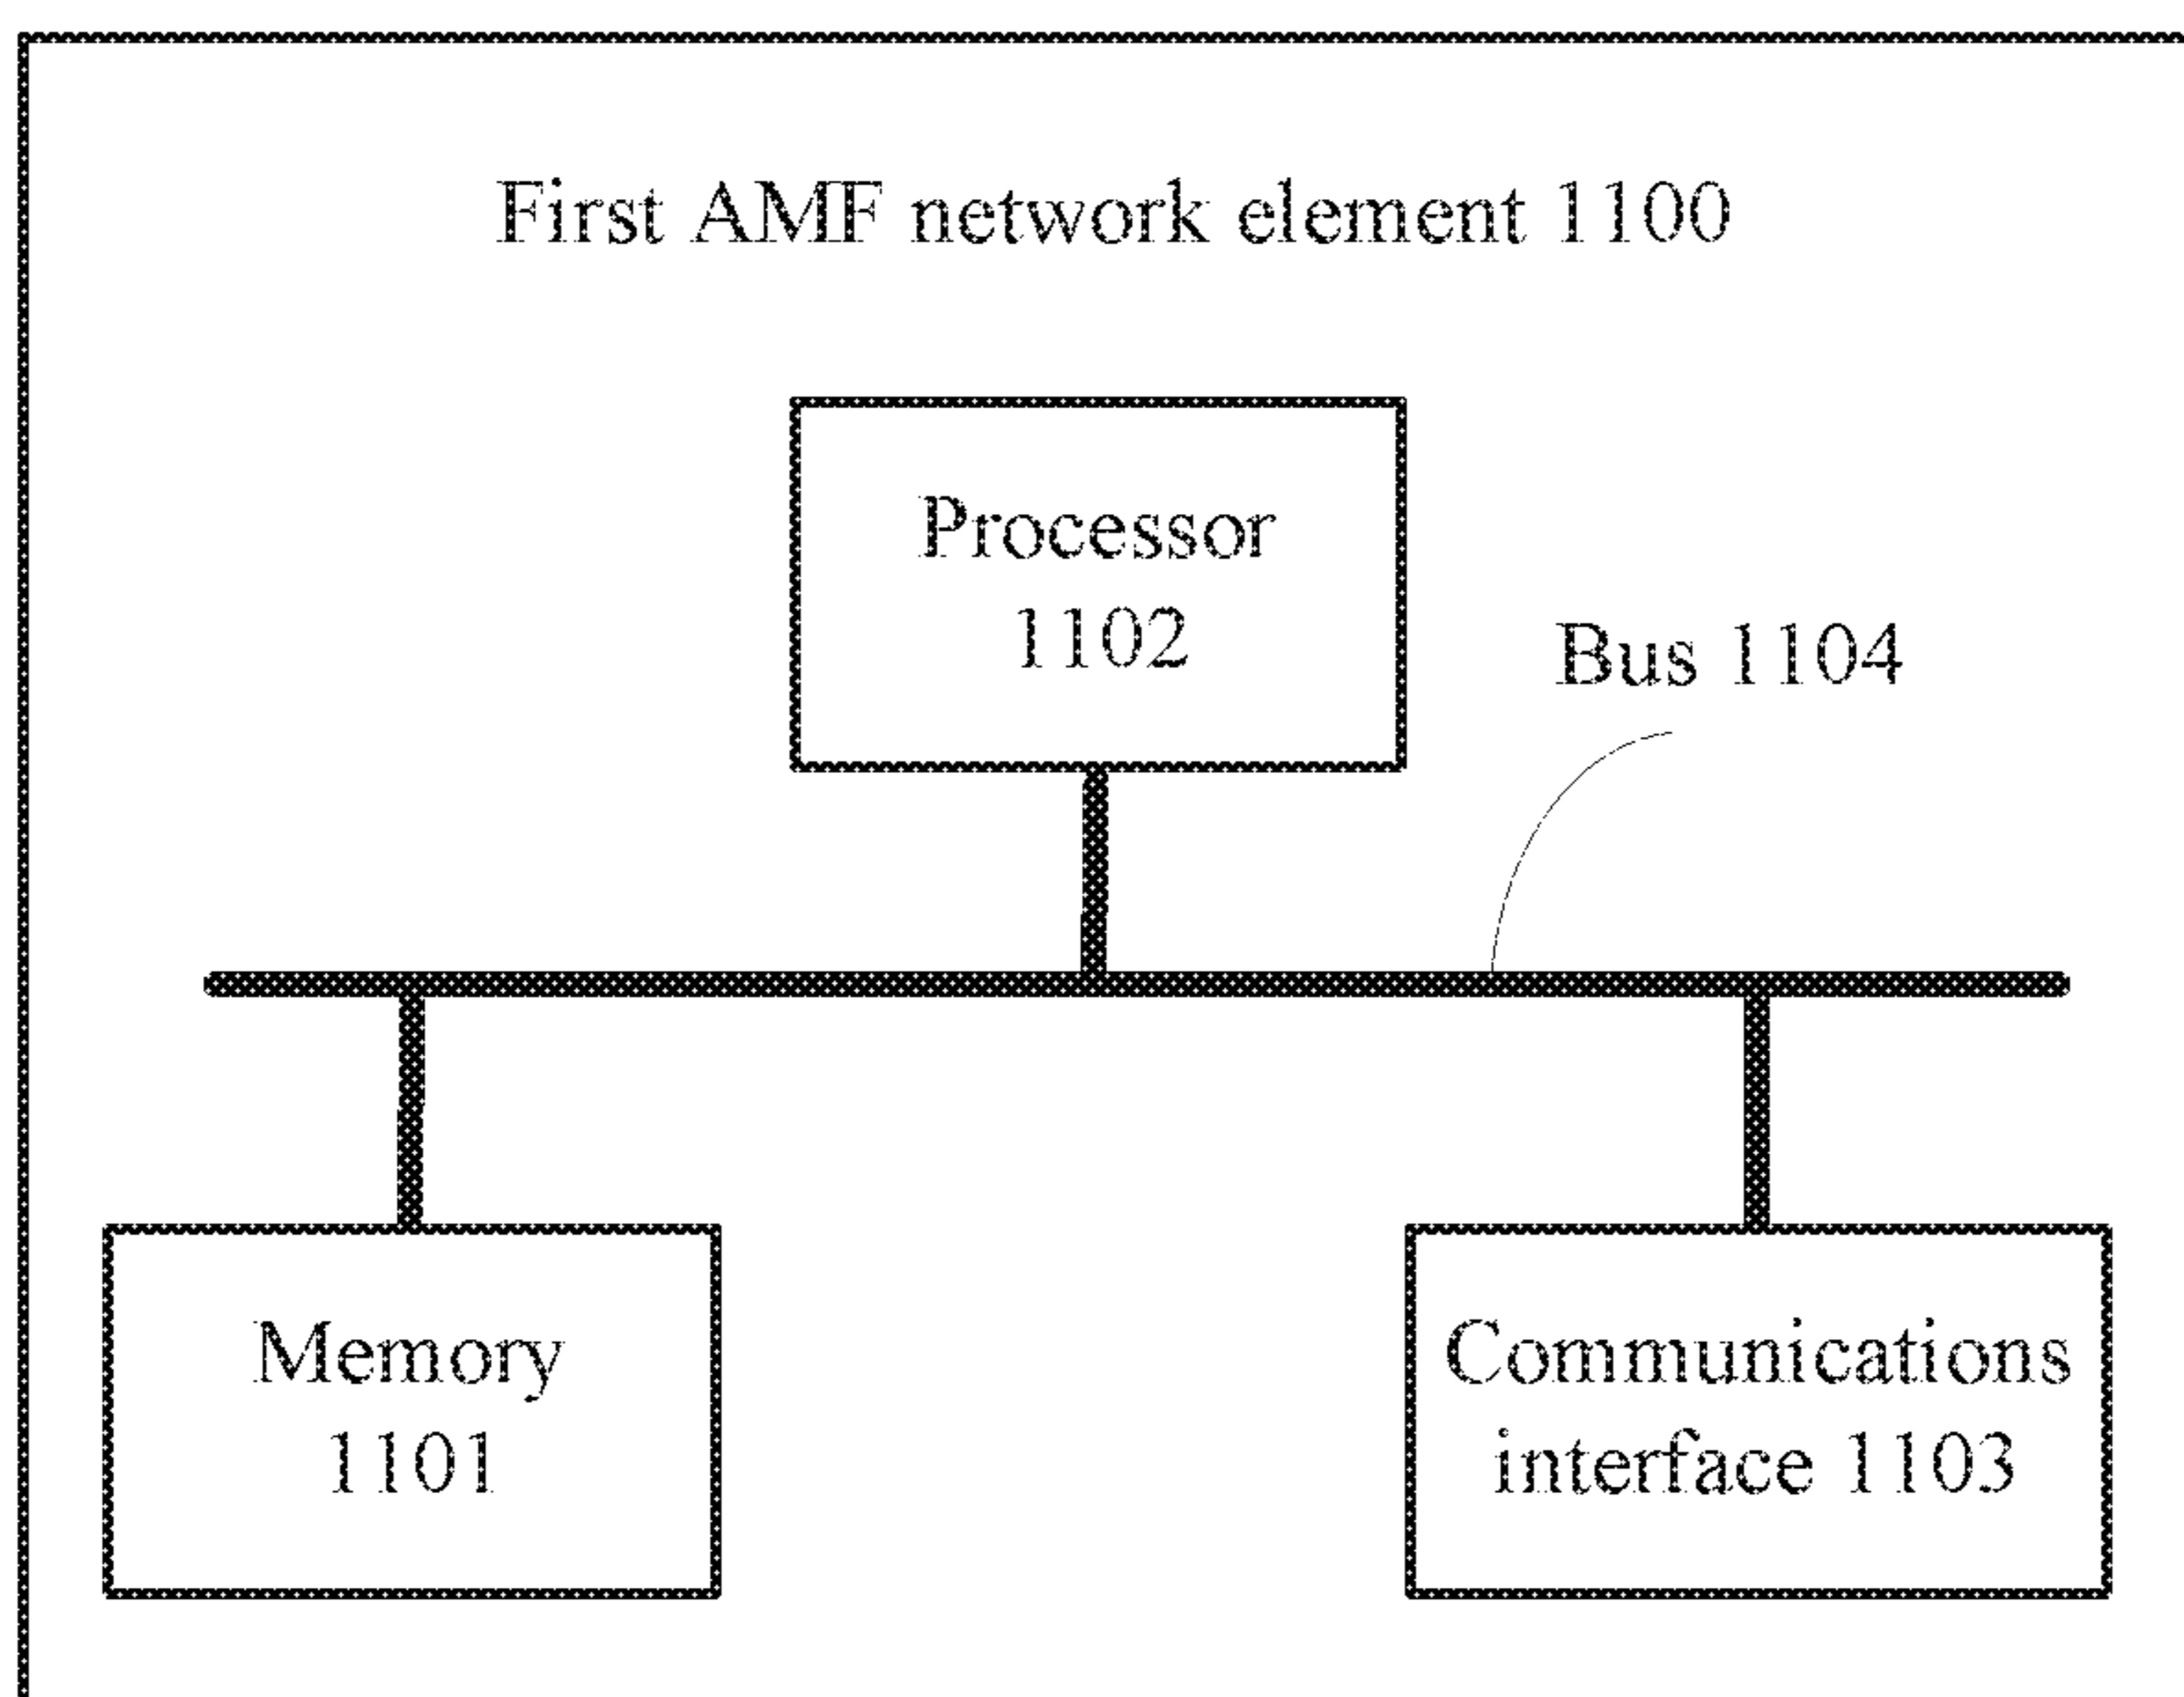 First AMF network element 1100
Processor
1102
Bus 1104
Memory
1101
Communications
interface 1103